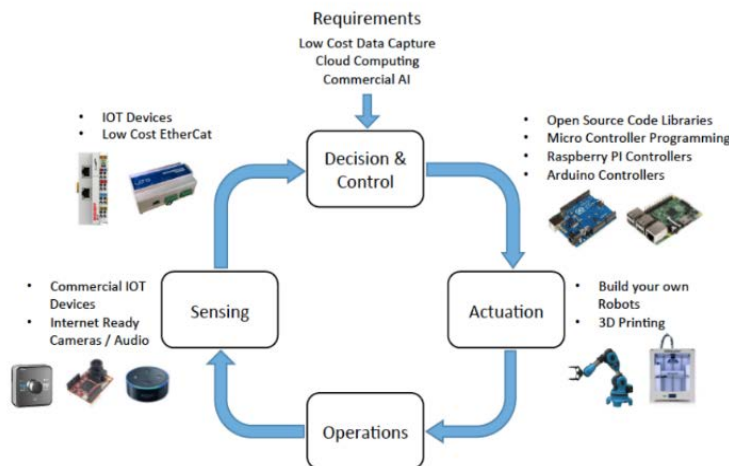 Requirements
Low Cost Data Capture
Cloud Computing
Commercial AI
• IOT Devices
• Low Cost EtherCat
Decision &
Control
• Open Source Code Libraries
• Micro Controller Programming
• Raspberry PI Controllers
• Arduino Controllers
• Commercial IOT
Devices
• Internet Ready
Cameras / Audio
Sensing
Actuation
• Build your own
Robots
• 3D Printing
Operations